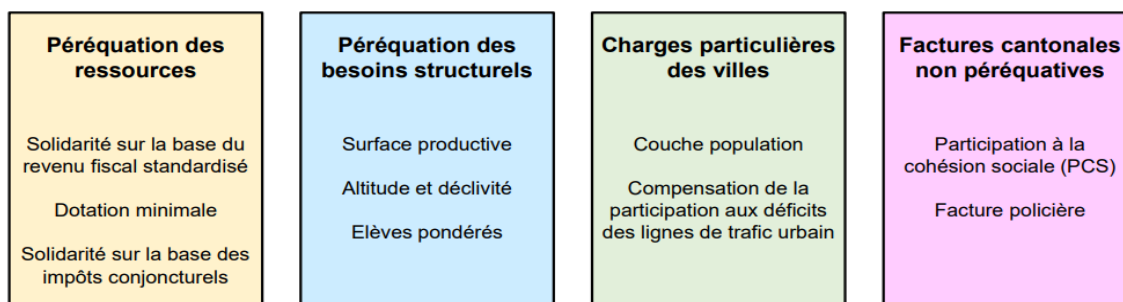 Péréquation des
ressources
Solidarité sur la base du
revenu fiscal standardisé
Dotation minimale
Solidarité sur la base des
impôts conjoncturels
Péréquation des
besoins structurels
Surface productive
Altitude et déclivité
Elèves pondérés
Charges particulières
des villes
Couche population
Compensation de la
participation aux déficits
des lignes de trafic urbain
Factures cantonales
non péréquatives
Participation à la
cohésion sociale (PCS)
Facture policière